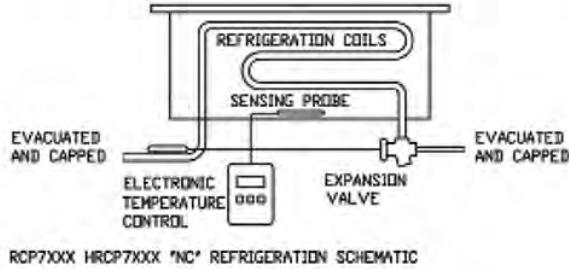 REFRIGERATION COILS
SENSING PROBE
EVACUATED
AND CAPPED
EVACUATED
AND CAPPED
ELECTRONIC
TEMPERATURE
CONTROL
EXPANSION
VALVE
RCP7XXX HRCP7XXX "NC" REFRIGERATION SCHEMATIC